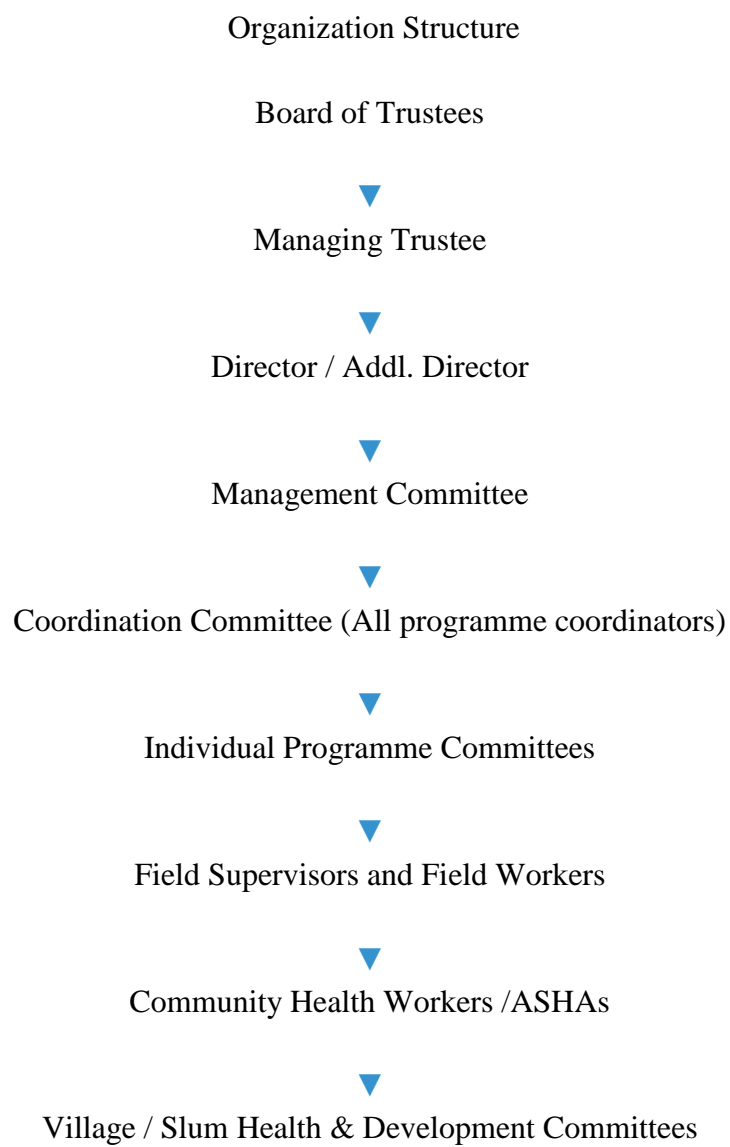 Organization Structure
Board of Trustees
Managing Trustee
Director / Addl. Director
Management Committee
Coordination Committee (All programme coordinators)
Individual Programme Committees
Field Supervisors and Field Workers
Community Health Workers /ASHAs
Village / Slum Health & Development Committees